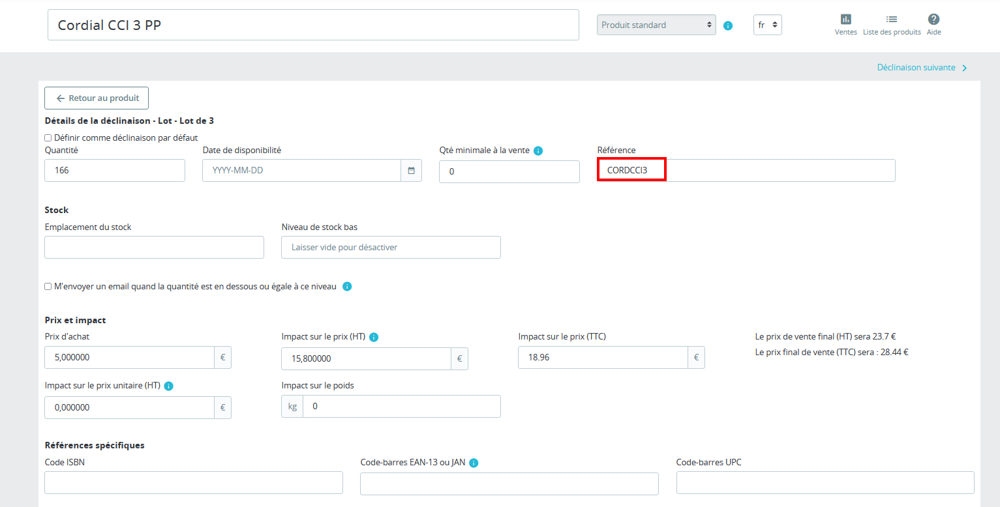 Cordial CCI 3 PP
Produit standard
fr
Ventes
Liste des produits
Aide
Déclinaison suivante
Retour au produit
Détails de la déclinaison - Lot - Lot de 3
Définir comme déclinaison par défaut
Quantité
Date de disponibilité
Qté minimale à la vente
Référence
166
YYYY-MM-DD
0
CORDCCI3
Stock
Emplacement du stock
Niveau de stock bas
Laisser vide pour désactiver
M'envoyer un email quand la quantité est en dessous ou égale à ce niveau
Prix et impact
Prix d'achat
Impact sur le prix (HT)
Impact sur le prix (TTC)
Le prix de vente final (HT) sera 23.7 €
5,000000 €
15,800000 €
18.96 €
Le prix final de vente (TTC) sera : 28.44 €
Impact sur le prix unitaire (HT)
Impact sur le poids
0,000000 €
kg 0
Références spécifiques
Code ISBN
Code-barres EAN-13 ou JAN
Code-barres UPC